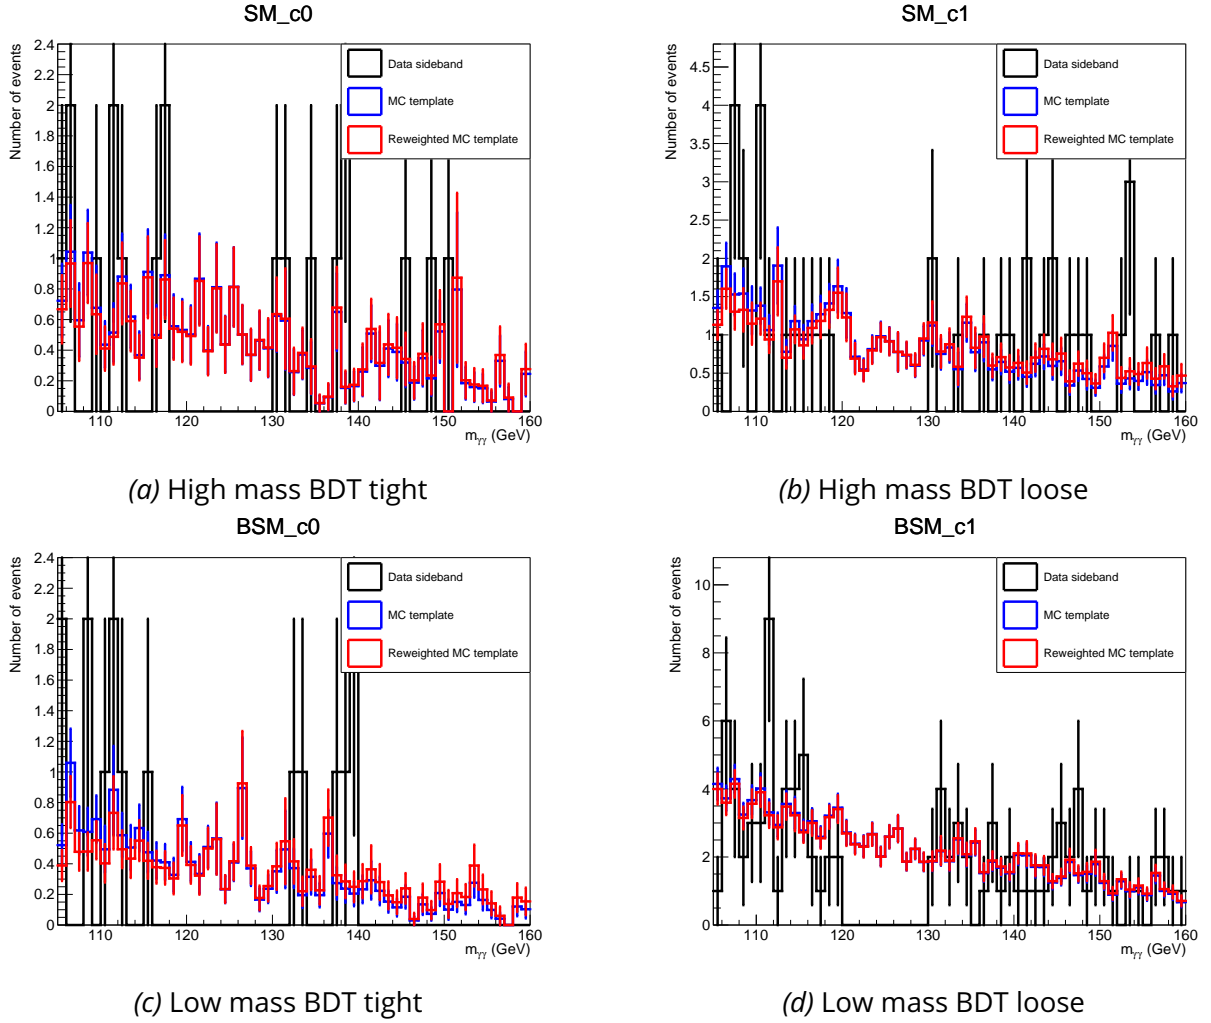 SM_c0
Number of events
2.4
2.2
2
1.8
1.6
1.4
1.2
1
0.8
0.6
0.4
0.2
0
110
120
130
140
150
160
m_γγ (GeV)
Data sideband
MC template
Reweighted MC template
(a) High mass BDT tight
SM_c1
Number of events
4.5
4
3.5
3
2.5
2
1.5
1
0.5
0
110
120
130
140
150
160
m_γγ (GeV)
Data sideband
MC template
Reweighted MC template
(b) High mass BDT loose
BSM_c0
Number of events
2.4
2.2
2
1.8
1.6
1.4
1.2
1
0.8
0.6
0.4
0.2
0
110
120
130
140
150
160
m_γγ (GeV)
Data sideband
MC template
Reweighted MC template
(c) Low mass BDT tight
BSM_c1
Number of events
10
8
6
4
2
0
110
120
130
140
150
160
m_γγ (GeV)
Data sideband
MC template
Reweighted MC template
(d) Low mass BDT loose